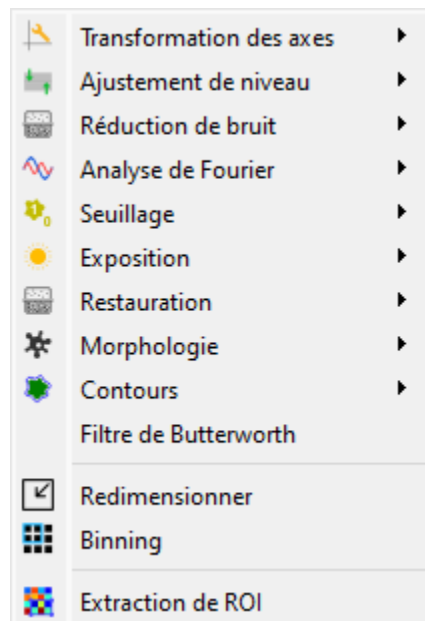 Transformation des axes
Ajustement de niveau
Réduction de bruit
Analyse de Fourier
Seuillage
Exposition
Restauration
Morphologie
Contours
Filtre de Butterworth
Redimensionner
Binning
Extraction de ROI